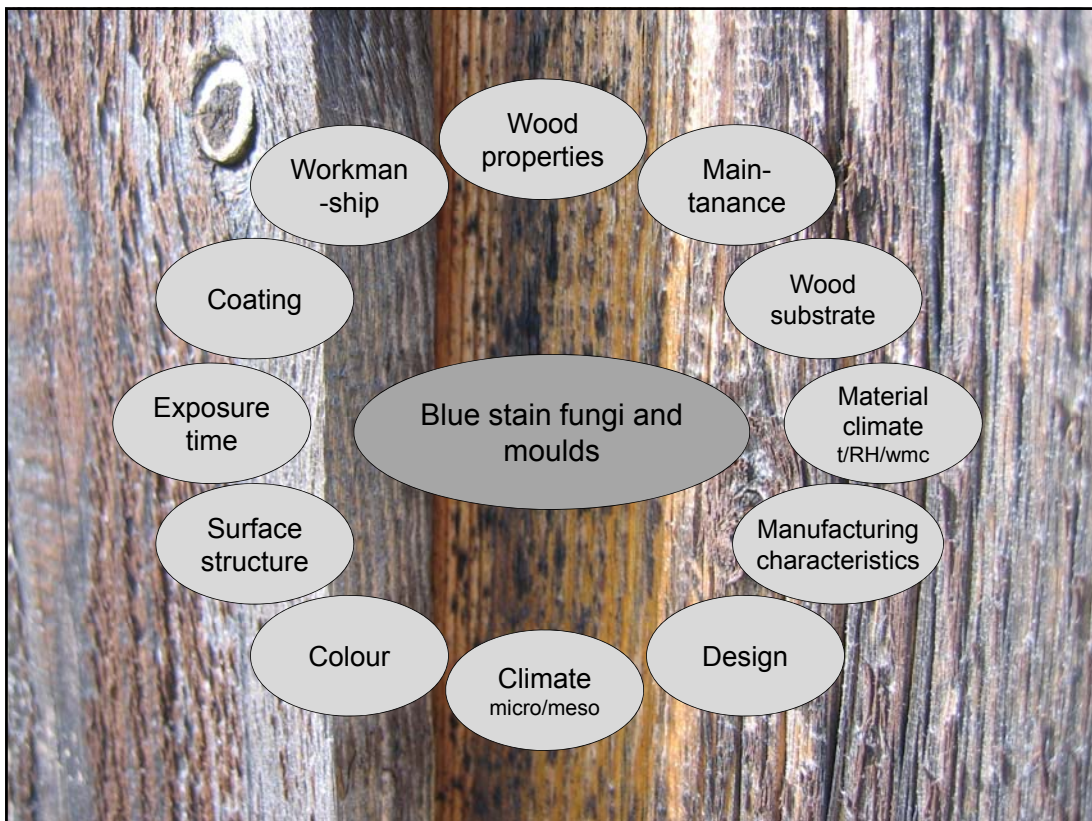 Wood
properties
Main-
tanance
Wood
substrate
Material
climate
t/RH/wmc
Manufacturing
characteristics
Design
Climate
micro/meso
Colour
Surface
structure
Exposure
time
Coating
Workman
-ship
Blue stain fungi and
moulds